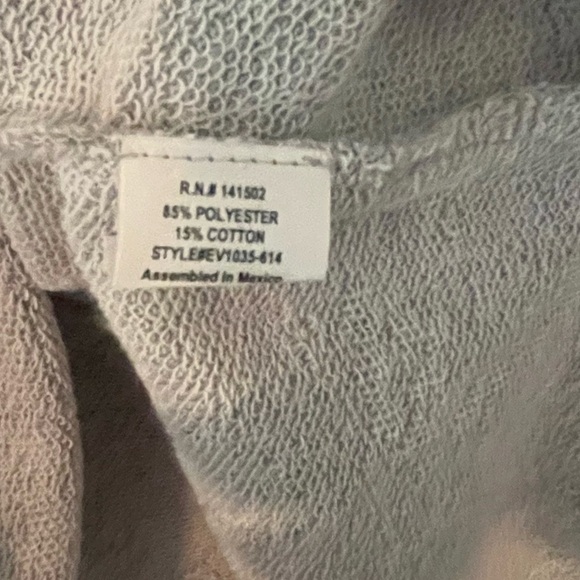 R.N.# 141502
85% POLYESTER
15% COTTON
STYLE#EV1035-614
Assembled in Mexico